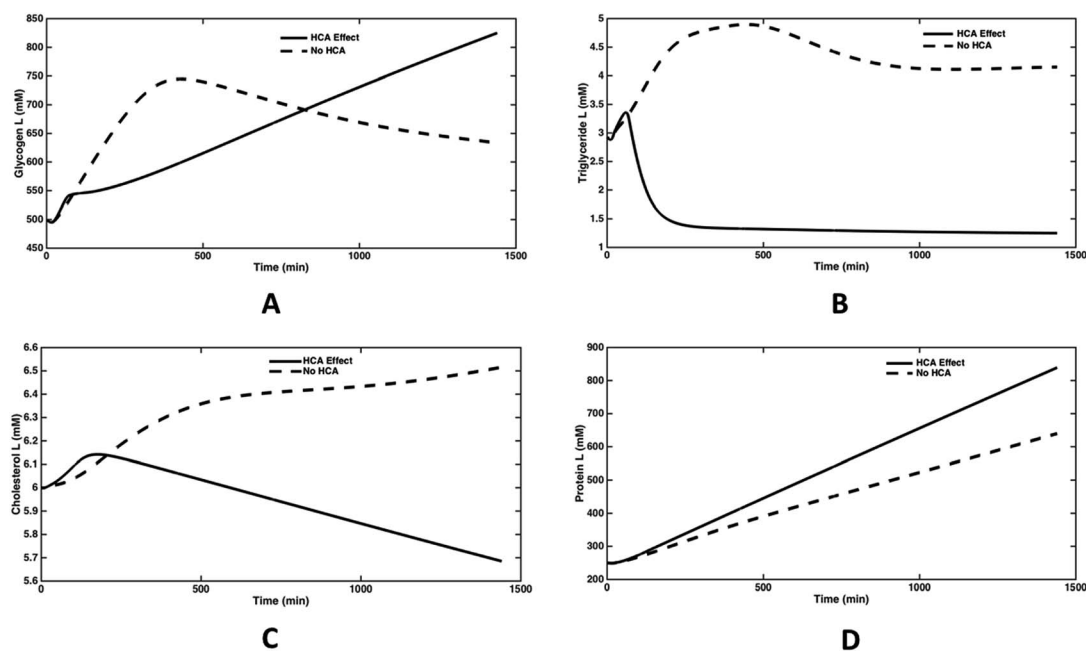 850
800
750
700
650
600
550
500
450
Glycogen L (mM)
HCA Effect
No HCA
0
500
1000
1500
Time (min)
A
5
4.5
4
3.5
3
2.5
2
1.5
1
Triglyceride L (mM)
HCA Effect
No HCA
0
500
1000
1500
Time (min)
B
6.6
6.5
6.4
6.3
6.2
6.1
6
5.9
5.8
5.7
5.6
Cholesterol L (mM)
HCA Effect
No HCA
0
500
1000
1500
Time (min)
C
900
800
700
600
500
400
300
200
Protein L (mM)
HCA Effect
No HCA
0
500
1000
1500
Time (min)
D